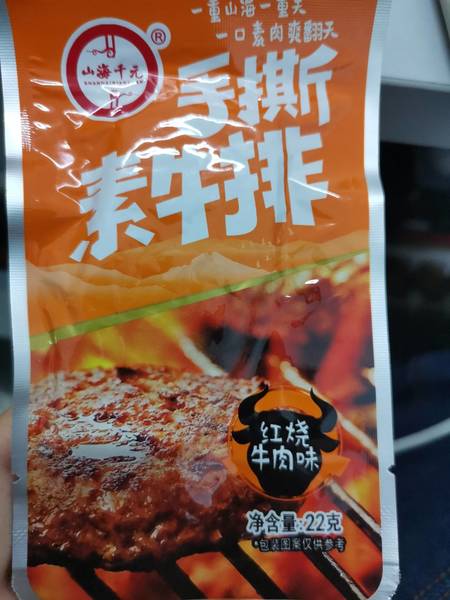 一重山海一重天
一口素肉爽翻天
山海千元
®
手撕
素牛排
红烧
牛肉味
净含量:22克
*包装图案仅供参考